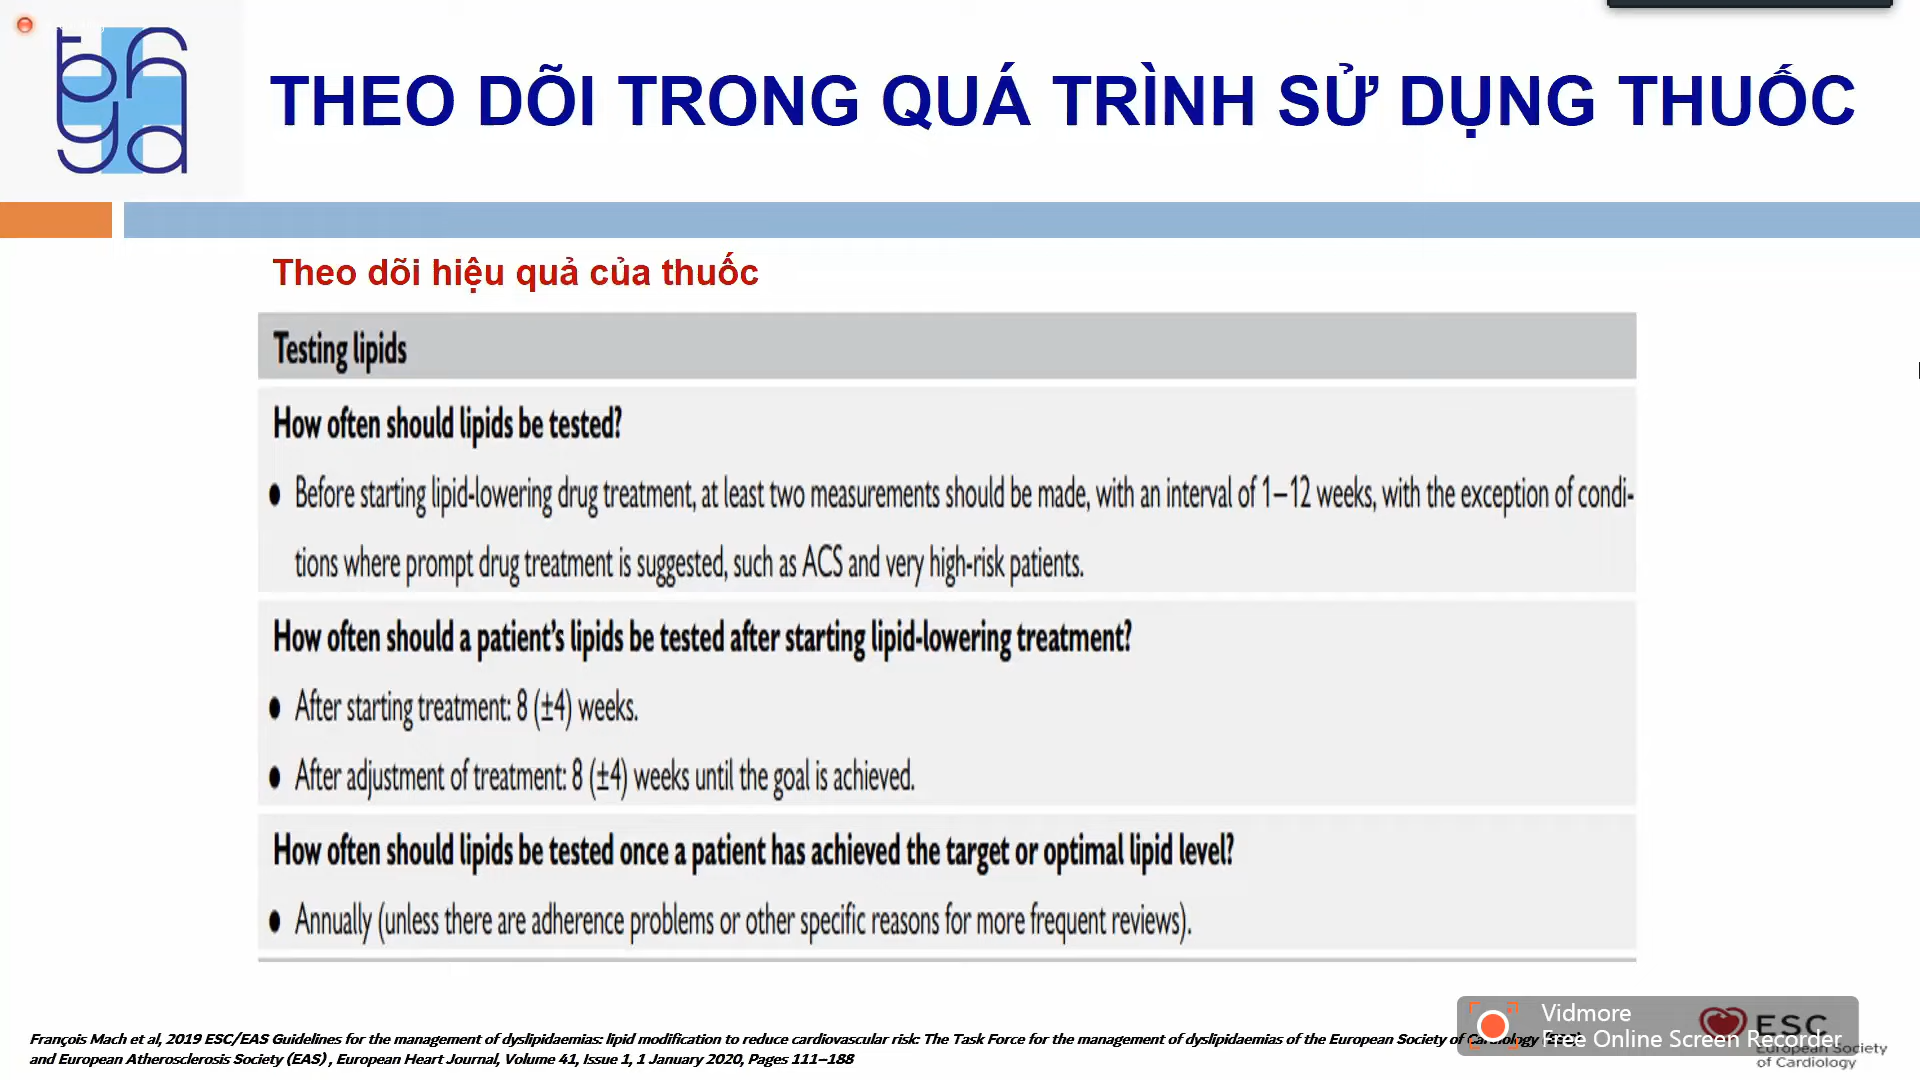 THEO DÕI TRONG QUÁ TRÌNH SỬ DỤNG THUỐC
Theo dõi hiệu quả của thuốc
Testing lipids
How often should lipids be tested?
● Before starting lipid-lowering drug treatment, at least two measurements should be made, with an interval of 1–12 weeks, with the exception of condi-
tions where prompt drug treatment is suggested, such as ACS and very high-risk patients.
How often should a patient’s lipids be tested after starting lipid-lowering treatment?
● After starting treatment: 8 (±4) weeks.
● After adjustment of treatment: 8 (±4) weeks until the goal is achieved.
How often should lipids be tested once a patient has achieved the target or optimal lipid level?
● Annually (unless there are adherence problems or other specific reasons for more frequent reviews).
François Mach et al, 2019 ESC/EAS Guidelines for the management of dyslipidaemias: lipid modification to reduce cardiovascular risk: The Task Force for the management of dyslipidaemias of the European Society of Cardiology
and European Atherosclerosis Society (EAS) , European Heart Journal, Volume 41, Issue 1, 1 January 2020, Pages 111–188
Vidmore
Free Online Screen Recorder
ESC
European Society
of Cardiology